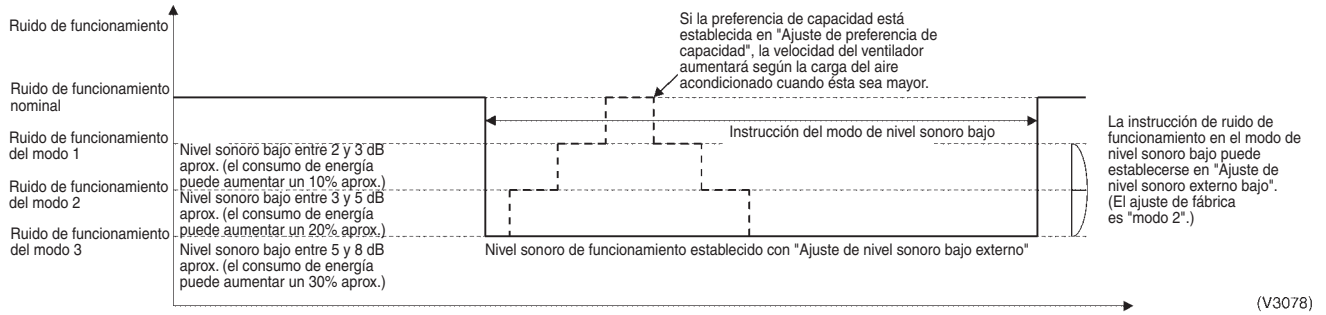 Ruido de funcionamiento
Ruido de funcionamiento
nominal
Ruido de funcionamiento
del modo 1
Ruido de funcionamiento
del modo 2
Ruido de funcionamiento
del modo 3
Nivel sonoro bajo entre 2 y 3 dB
aprox. (el consumo de energía
puede aumentar un 10% aprox.)
Nivel sonoro bajo entre 3 y 5 dB
aprox. (el consumo de energía
puede aumentar un 20% aprox.)
Nivel sonoro bajo entre 5 y 8 dB
aprox. (el consumo de energía
puede aumentar un 30% aprox.)
Si la preferencia de capacidad está
establecida en "Ajuste de preferencia de
capacidad", la velocidad del ventilador
aumentará según la carga del aire
acondicionado cuando ésta sea mayor.
Instrucción del modo de nivel sonoro bajo
Nivel sonoro de funcionamiento establecido con "Ajuste de nivel sonoro bajo externo"
La instrucción de ruido de
funcionamiento en el modo de
nivel sonoro bajo puede
establecerse en "Ajuste de
nivel sonoro externo bajo".
(El ajuste de fábrica
es "modo 2".)
(V3078)